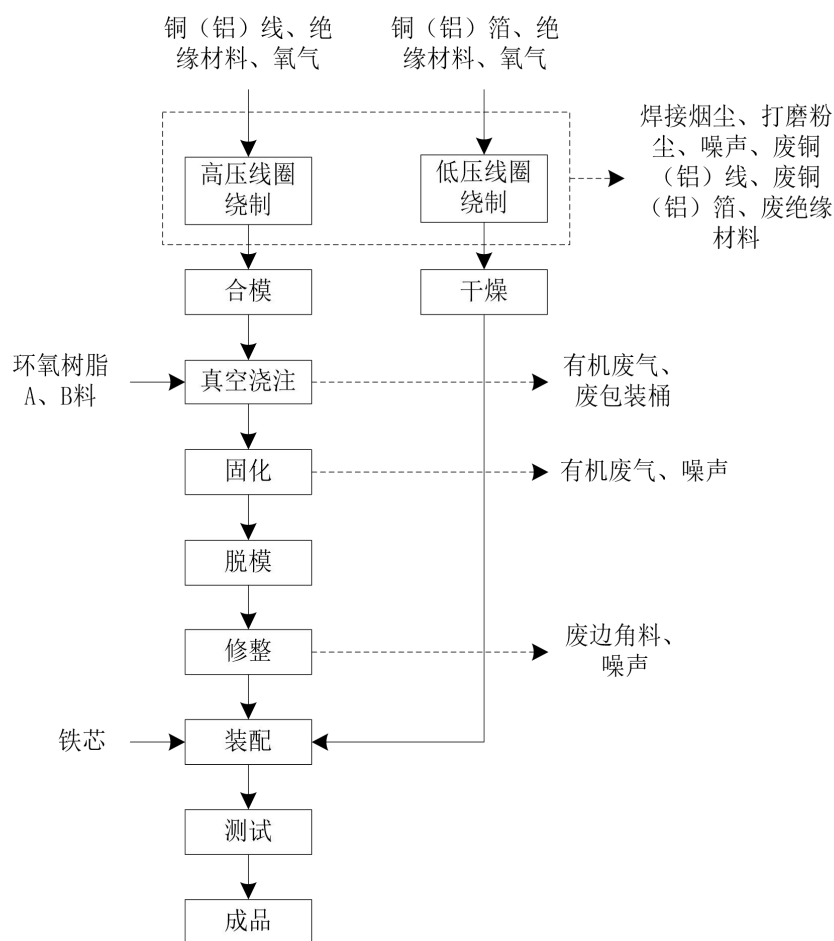 铜（铝）线、绝
缘材料、氧气
铜（铝）箔、绝
缘材料、氧气
焊接烟尘、打磨粉
尘、噪声、废铜
（铝）线、废铜
（铝）箔、废绝缘
材料
高压线圈
绕制
低压线圈
绕制
合模
干燥
环氧树脂
A、B料
真空浇注
有机废气、
废包装桶
固化
有机废气、噪声
脱模
修整
废边角料、
噪声
铁芯
装配
测试
成品